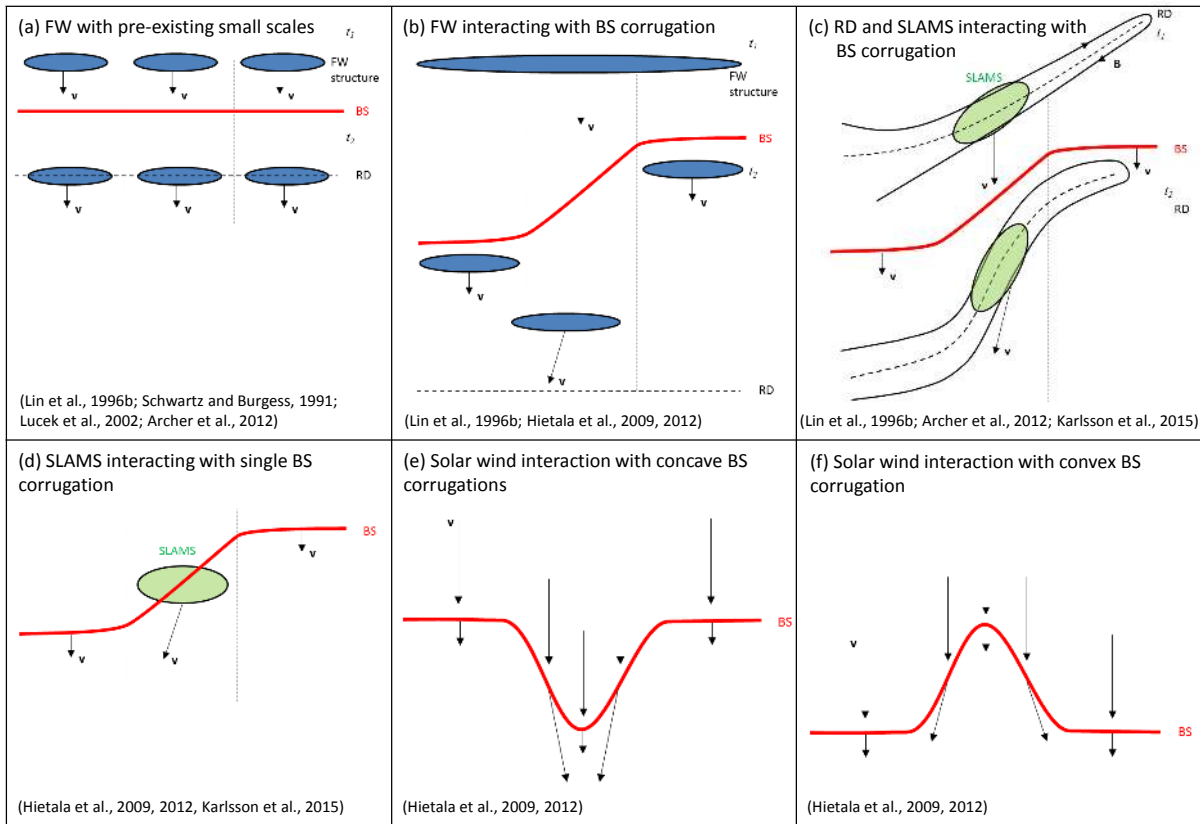 (a) FW with pre-existing small scales
t1
FW
structure
v
v
v
BS
t2
RD
v
v
v
(Lin et al., 1996b; Schwartz and Burgess, 1991;
Lucek et al., 2002; Archer et al., 2012)
(b) FW interacting with BS corrugation
t1
FW
structure
v
BS
t2
v
v
v
RD
(Lin et al., 1996b; Hietala et al., 2009, 2012)
(c) RD and SLAMS interacting with
BS corrugation
RD
t1
B
SLAMS
v
BS
v
t2
RD
v
v
(Lin et al., 1996b; Archer et al., 2012; Karlsson et al., 2015)
(d) SLAMS interacting with single BS
corrugation
BS
SLAMS
v
v
v
(Hietala et al., 2009, 2012, Karlsson et al., 2015)
(e) Solar wind interaction with concave BS
corrugations
v
BS
(Hietala et al., 2009, 2012)
(f) Solar wind interaction with convex BS
corrugation
v
BS
(Hietala et al., 2009, 2012)